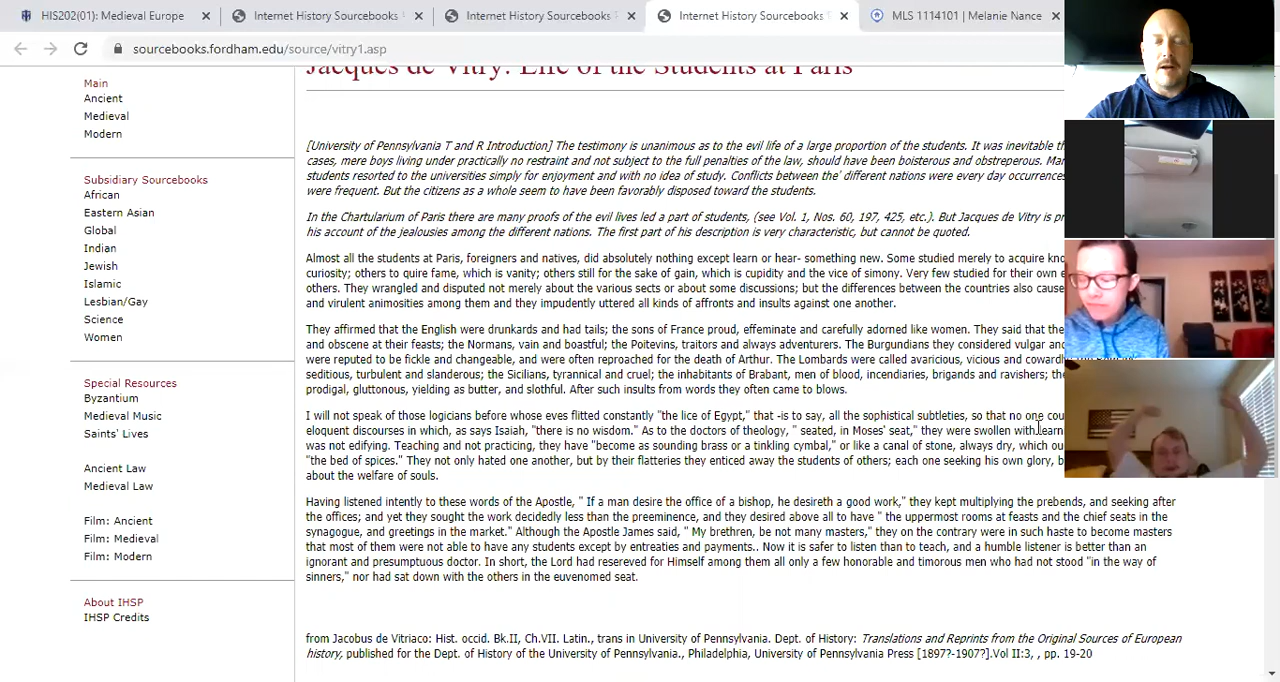 HIS202(01): Medieval Europe
Internet History Sourcebooks
Internet History Sourcebooks
Internet History Sourcebooks
MLS 1114101 | Melanie Nance
sourcebooks.fordham.edu/source/vitry1.asp
Jacques de Vitry: Life of the Students at Paris
Main
Ancient
Medieval
Modern
Subsidiary Sourcebooks
African
Eastern Asian
Global
Indian
Jewish
Islamic
Lesbian/Gay
Science
Women
Special Resources
Byzantium
Medieval Music
Saints' Lives
Ancient Law
Medieval Law
Film: Ancient
Film: Medieval
Film: Modern
About IHSP
IHSP Credits
[University of Pennsylvania T and R Introduction] The testimony is unanimous as to the evil life of a large proportion of the students. It was inevitable
cases, mere boys living under practically no restraint and not subject to the full penalties of the law, should have been boisterous and obstreperous.
students resorted to the universities simply for enjoyment and with no idea of study. Conflicts between the' different nations were every day occurrences
were frequent. But the citizens as a whole seem to have been favorably disposed toward the students.
In the Chartularium of Paris there are many proofs of the evil lives led a part of students, (see Vol. 1, Nos. 60, 197, 425, etc.). But Jacques de Vitry is
his account of the jealousies among the different nations. The first part of his description is very characteristic, but cannot be quoted.
Almost all the students at Paris, foreigners and natives, did absolutely nothing except learn or hear- something new. Some studied merely to acquire
curiosity; others to quire fame, which is vanity; others still for the sake of gain, which is cupidity and the vice of simony. Very few studied for their own
others. They wrangled and disputed not merely about the various sects or about some discussions; but the differences between the countries also
and virulent animosities among them and they impudently uttered all kinds of affronts and insults against one another.
They affirmed that the English were drunkards and had tails; the sons of France proud, effeminate and carefully adorned like women. They said that the
and obscene at their feasts; the Normans, vain and boastful; the Poitevins, traitors and always adventurers. The Burgundians they considered vulgar and
were reputed to be fickle and changeable, and were often reproached for the death of Arthur. The Lombards were called avaricious, vicious and
seditious, turbulent and slanderous; the Sicilians, tyrannical and cruel; the inhabitants of Brabant, men of blood, incendiaries, brigands and ravishers;
prodigal, gluttonous, yielding as butter, and slothful. After such insults from words they often came to blows.
I will not speak of those logicians before whose eves flitted constantly "the lice of Egypt," that -is to say, all the sophistical subtleties, so that no one
eloquent discourses in which, as says Isaiah, "there is no wisdom." As to the doctors of theology, " seated, in Moses' seat," they were swollen with
was not edifying. Teaching and not practicing, they have "become as sounding brass or a tinkling cymbal," or like a canal of stone, always dry, which
"the bed of spices." They not only hated one another, but by their flatteries they enticed away the students of others; each one seeking his own glory,
about the welfare of souls.
Having listened intently to these words of the Apostle, " If a man desire the office of a bishop, he desireth a good work," they kept multiplying the prebends, and seeking after
the offices; and yet they sought the work decidedly less than the preeminence, and they desired above all to have " the uppermost rooms at feasts and the chief seats in the
synagogue, and greetings in the market." Although the Apostle James said, " My brethren, be not many masters," they on the contrary were in such haste to become masters
that most of them were not able to have any students except by entreaties and payments.. Now it is safer to listen than to teach, and a humble listener is better than an
ignorant and presumptuous doctor. In short, the Lord had resereved for Himself among them all only a few honorable and timorous men who had not stood "in the way of
sinners," nor had sat down with the others in the euvenomed seat.
from Jacobus de Vitriaco: Hist. occid. Bk.II, Ch.VII. Latin., trans in University of Pennsylvania. Dept. of History: Translations and Reprints from the Original Sources of European
history, published for the Dept. of History of the University of Pennsylvania., Philadelphia, University of Pennsylvania Press [1897?-1907?].Vol II:3, , pp. 19-20